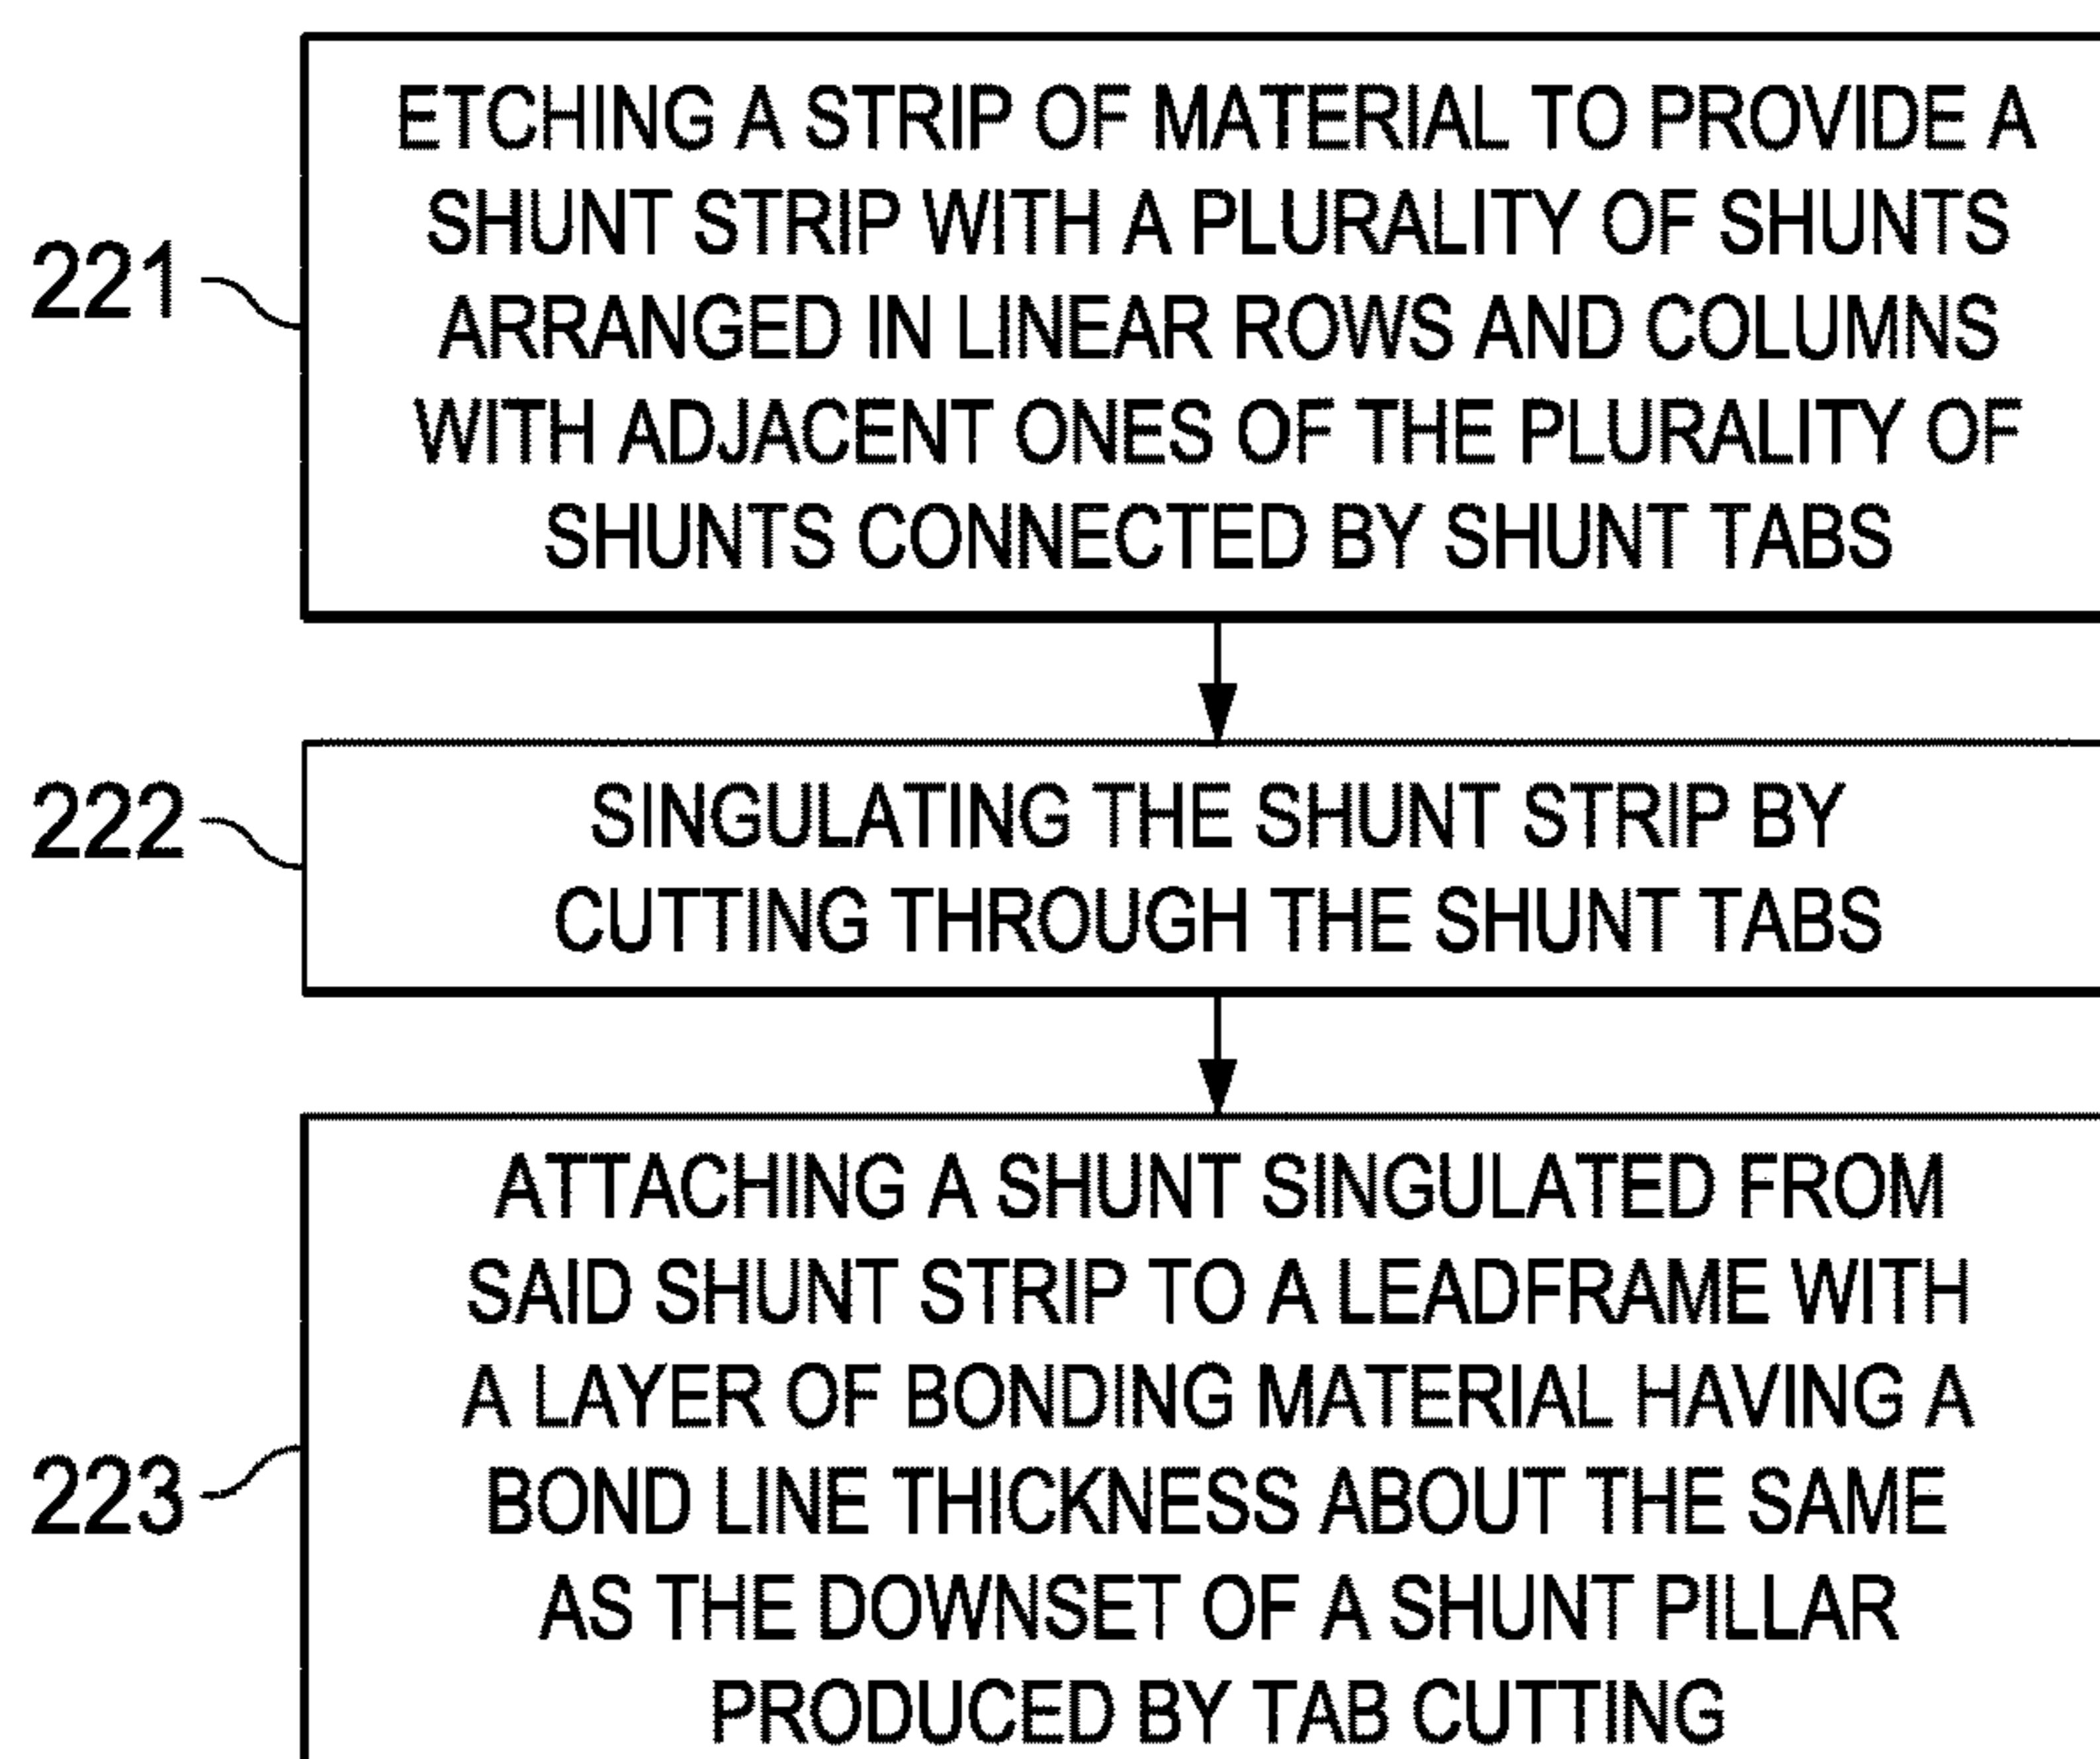 ETCHING A STRIP OF MATERIAL TO PROVIDE A
SHUNT STRIP WITH A PLURALITY OF SHUNTS
221
ARRANGED IN LINEAR ROWS AND COLUMNS
WITH ADJACENT ONES OF THE PLURALITY OF
SHUNTS CONNECTED BY SHUNT TABS
222
SINGULATING THE SHUNT STRIP BY
CUTTING THROUGH THE SHUNT TABS
ATTACHING A SHUNT SINGULATED FROM
SAID SHUNT STRIP TO A LEADFRAME WITH
A LAYER OF BONDING MATERIAL HAVING A
223
BOND LINE THICKNESS ABOUT THE SAME
AS THE DOWNSET OF A SHUNT PILLAR
PRODUCED BY TAB CUTTING